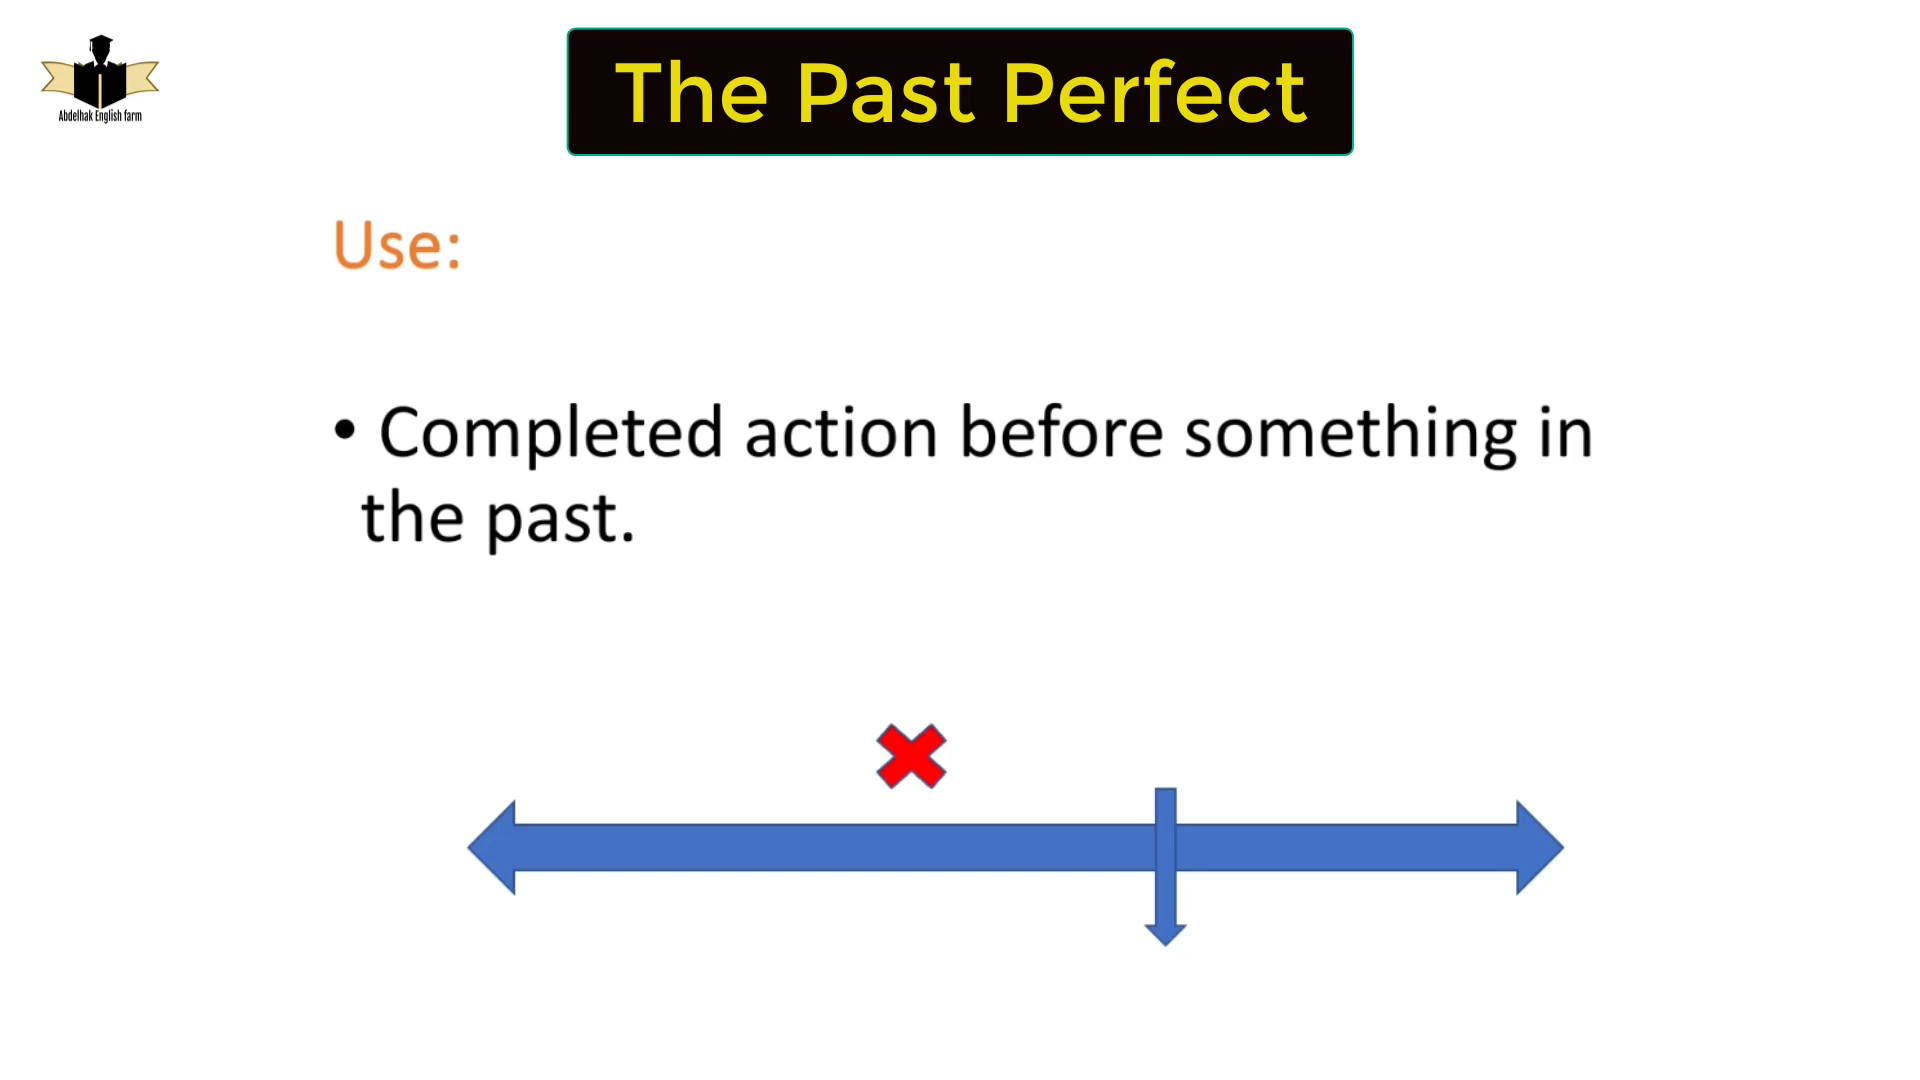 Abdelhak English farm
The Past Perfect
Use:
• Completed action before something in
the past.